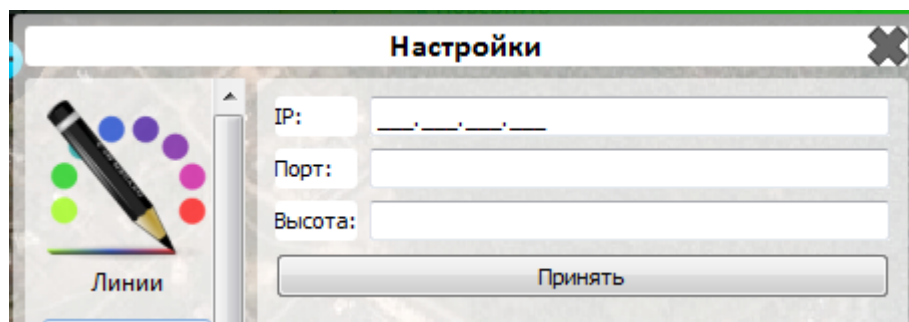 Настройки
IP: ___.___.___.___
Порт:
Высота:
Принять
Линии